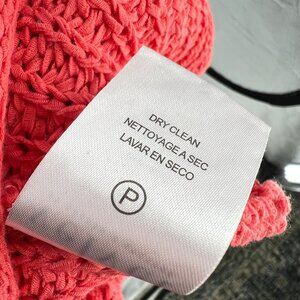 DRY CLEAN
NETTOYAGE A SEC
LAVAR EN SECO
P